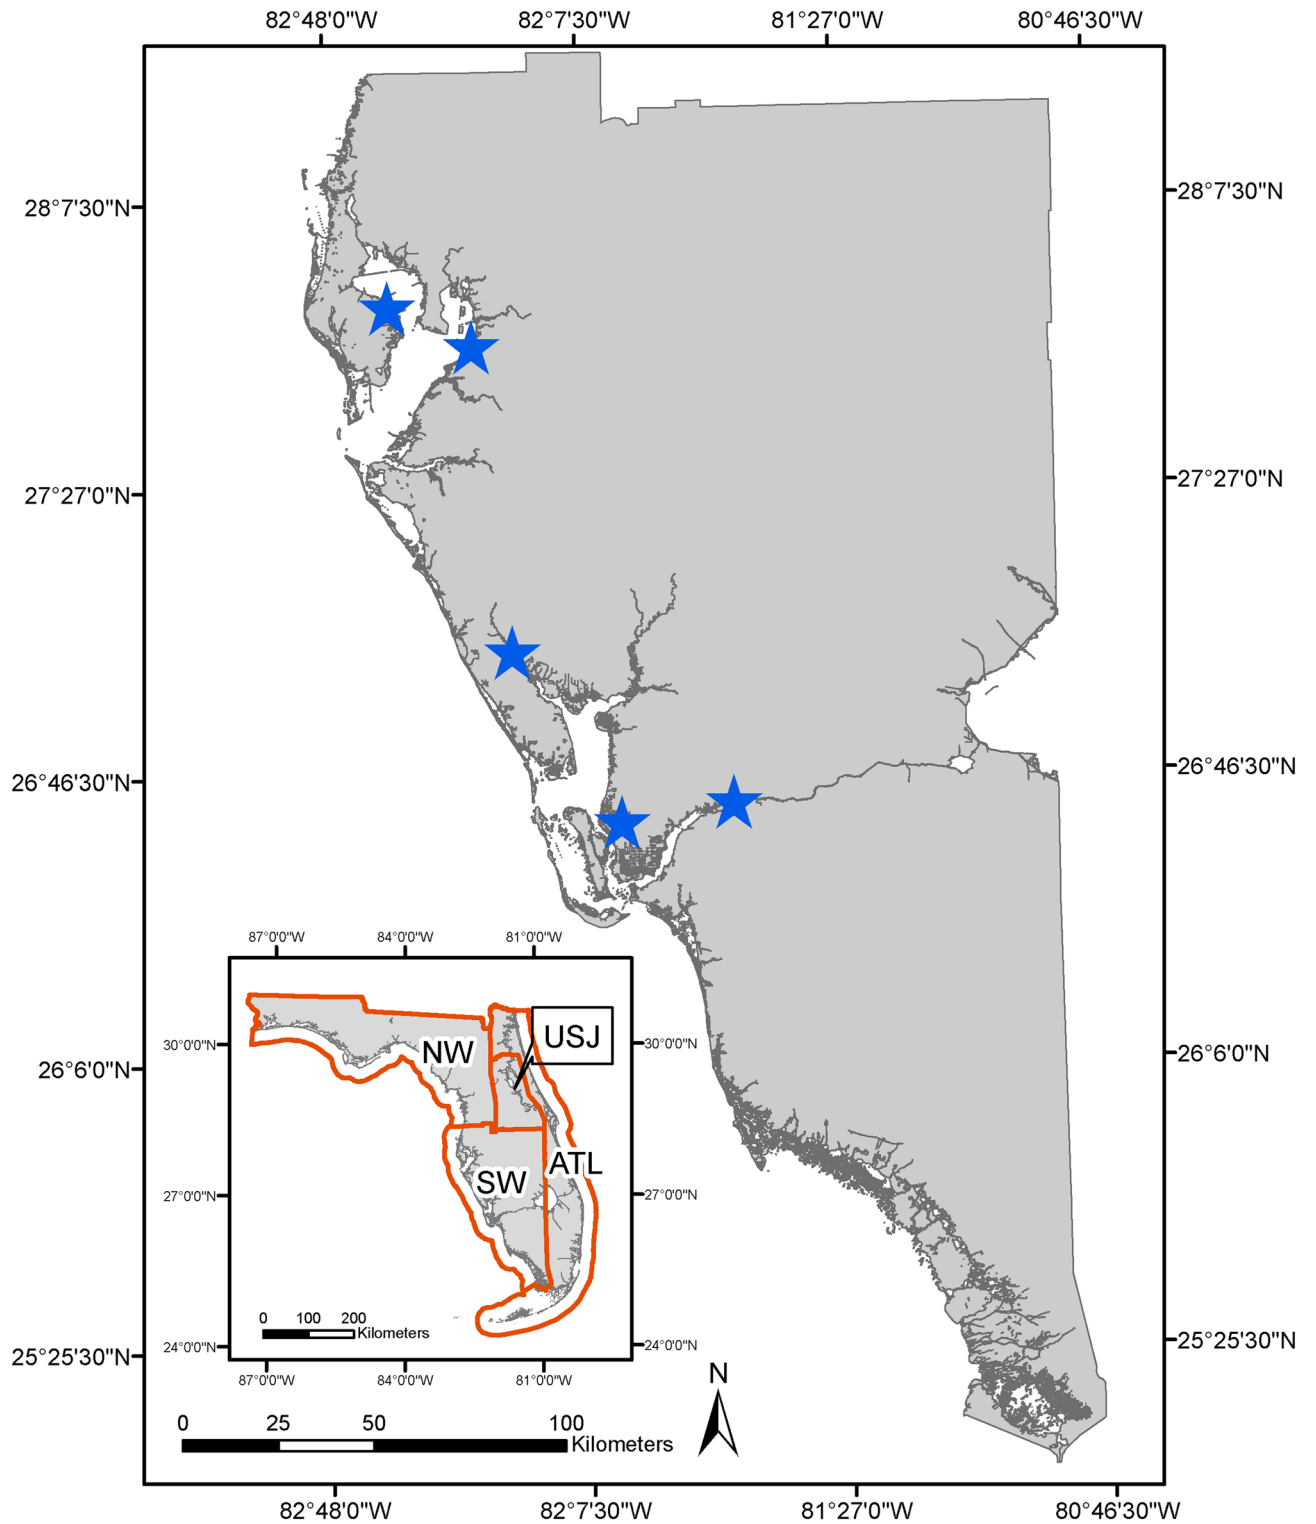 82°48'0"W 82°7'30"W 81°27'0"W 80°46'30"W
28°7'30"N 28°7'30"N
27°27'0"N 27°27'0"N
26°46'30"N 26°46'30"N
87°0'0"W 84°0'0"W 81°0'0"W
USJ
30°0'0"N NW 30°0'0"N
26°6'0"N 26°6'0"N
ATL
SW
27°0'0"N 27°0'0"N
0 100 200
Kilometers
24°0'0"N 24°0'0"N
25°25'30"N 25°25'30"N
87°0'0"W 84°0'0"W 81°0'0"W
N
0 25 50 100
Kilometers
82°48'0"W 82°7'30"W 81°27'0"W 80°46'30"W